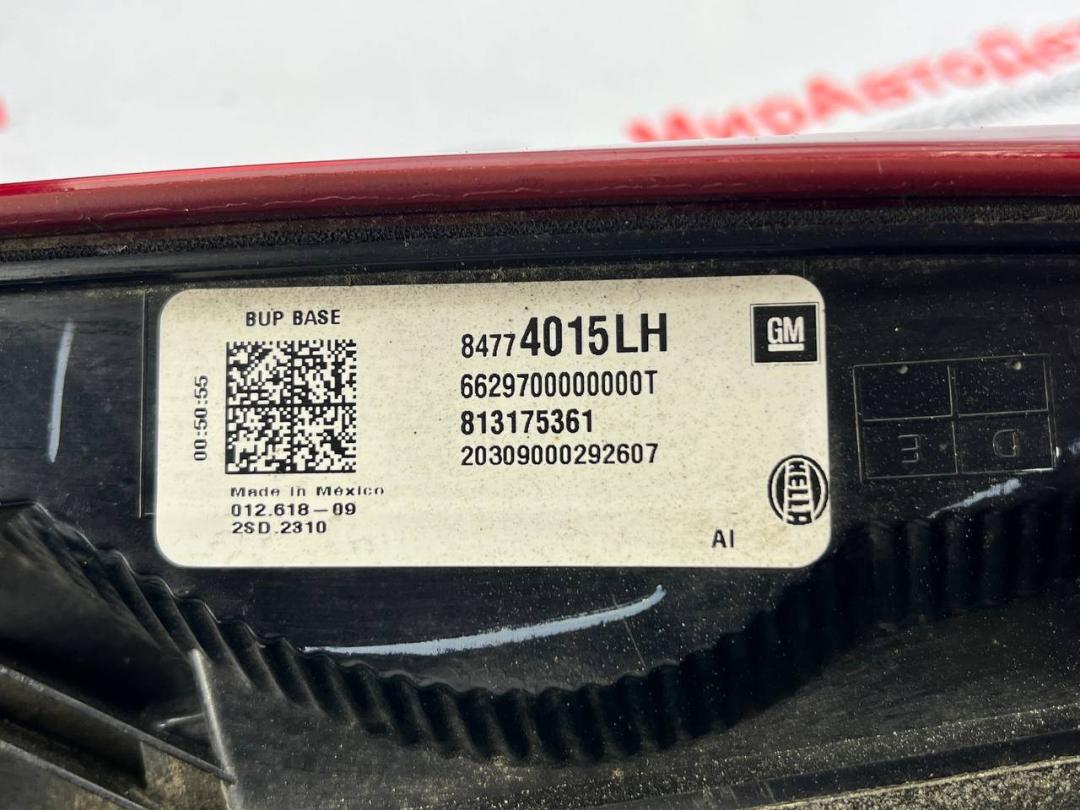 МирАвтоДет
BUP BASE
00:50:55
84774015LH
6629700000000T
813175361
20309000292607
GM
Made in México
012.618-09
2SD.2310
HELLA
AI
E D